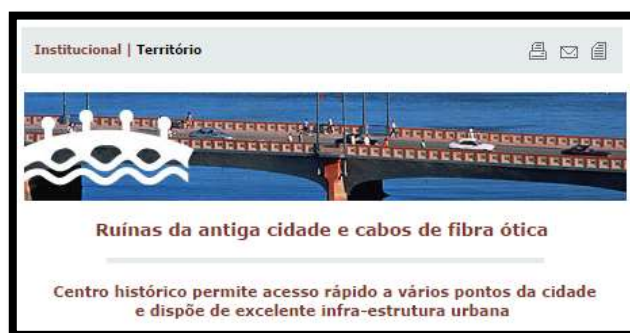 Institucional | Território
Ruínas da antiga cidade e cabos de fibra ótica
Centro histórico permite acesso rápido a vários pontos da cidade
e dispõe de excelente infra-estrutura urbana